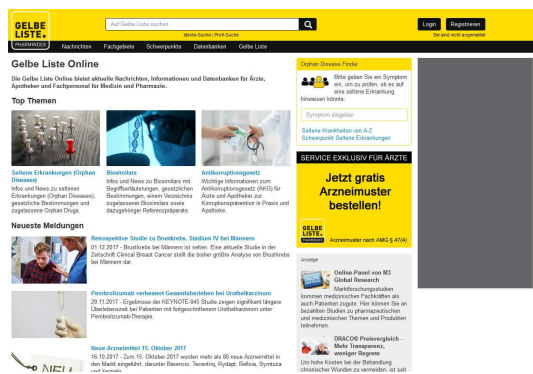 GELBE
LISTE.
PHARMINDEX
Auf Gelbe Liste suchen
Identa-Suche | Profi-Suche
Login
Registrieren
Sie sind nicht angemeldet
Nachrichten
Fachgebiete
Schwerpunkte
Datenbanken
Gelbe Liste
Gelbe Liste Online
Die Gelbe Liste Online bietet aktuelle Nachrichten, Informationen und Datenbanken für Ärzte,
Apotheker und Fachpersonal für Medizin und Pharmazie.
Top Themen
Seltene Erkrankungen (Orphan
Diseases)
Infos und News zu seltenen
Erkrankungen (Orphan Diseases),
gesetzliche Bestimmungen und
zugelassene Orphan Drugs.
Biosimilars
Infos und News zu Biosimilars mit
Begriffserläuterungen, gesetzlichen
Bestimmungen, einem Verzeichnis
zugelassener Biosimilars sowie
dazugehöriger Referenzpräparate.
Antikorruptionsgesetz
Wichtige Informationen zum
Antikorruptionsgesetz (AKG) für
Ärzte und Apotheker zur
Korruptionsprävention in Praxis und
Apotheke.
Neueste Meldungen
Retrospektive Studie zu Brustkrebs, Stadium IV bei Männern
01.12.2017 - Brustkrebs bei Männern ist selten. Eine aktuelle Studie in der
Zeitschrift Clinical Breast Cancer stellt die bisher größte Analyse von Brustkrebs
bei Männern dar.
Pembrolizumab verbessert Gesamtüberleben bei Urothelkarzinom
29.11.2017 - Ergebnisse der KEYNOTE-045 Studie zeigen signifikant längere
Überlebenszeit bei Patienten mit fortgeschrittenem Urothelkarzinom unter
Pembrolizumab-Therapie.
NEU
Neue Arzneimittel 15. Oktober 2017
16.10.2017 - Zum 15. Oktober 2017 wurden mehr als 80 neue Arzneimittel in
den Markt eingeführt, darunter Bavencio, Tecentriq, Rydapt, Refixia, Symtuza
Orphan Disease Finder
Bitte geben Sie ein Symptom
ein, um zu prüfen, ob es auf
eine seltene Erkrankung
hinweisen könnte:
Symptom eingeben
Seltene Krankheiten von A-Z
Schwerpunkt Seltene Erkrankungen
SERVICE EXKLUSIV FÜR ÄRZTE
Jetzt gratis
Arzneimuster
bestellen!
GELBE
LISTE.
PHARMINDEX
Arzneimuster nach AMG § 47(4)
Anzeige
Online-Panel von M3
Global Research
Marktforschungsstudien
kommen medizinischen Fachkräften als
auch Patienten zugute. Hier können Sie an
bezahlten Studien zu pharmazeutischen
und medizinischen Themen und Produkten
teilnehmen.
DRACO® Preisvergleich -
Mehr Transparenz,
weniger Regress
Um hohe Kosten bei der Behandlung
chronischer Wunden zu vermeiden, ist seit